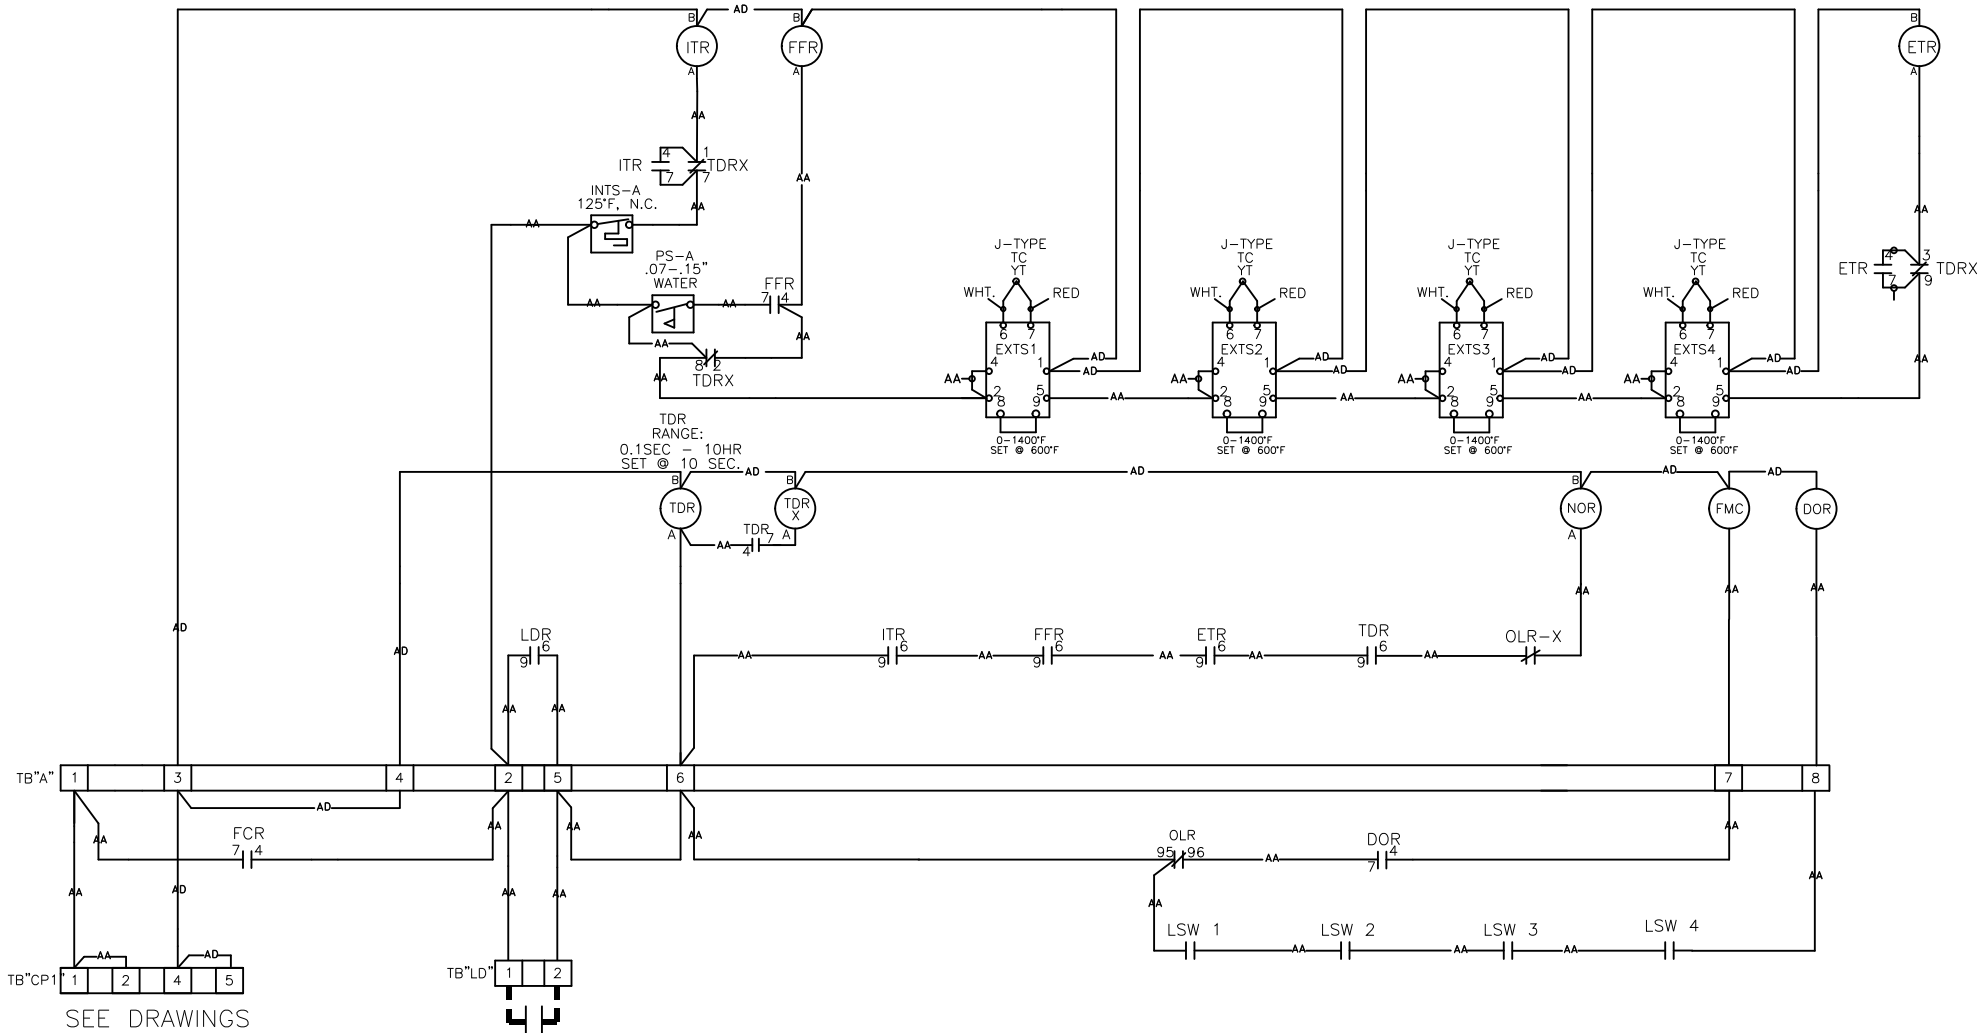 B AD B B
ITR FFR ETR
A A A
AA
AA
AA
ITR 4 1 TDRX
7 7
INTS-A
125°F, N.C.
AA AA
AA
PS-A
.07-.15"
WATER
FFR
AA AA 7 4
AA AA
8 2
TDRX
AA
J-TYPE J-TYPE J-TYPE J-TYPE
TC TC TC TC
YT YT YT YT
WHT. RED WHT. RED WHT. RED WHT. RED
6 7 6 7 6 7 6 7
EXTS1 EXTS2 EXTS3 EXTS4
4 1 AD 4 1 AD 4 1 AD 4 1 AD
AA AD AA AD AA AD AA AD
2 5 AA 2 5 AA 2 5 AA 2 5
8 9 8 9 8 9 8 9
0-1400°F 0-1400°F 0-1400°F 0-1400°F
SET @ 600°F SET @ 600°F SET @ 600°F SET @ 600°F
ETR 4 3 TDRX
7 9
AA
TDR
RANGE:
0.1SEC - 10HR
SET @ 10 SEC.
B AD B AD B AD AD
TDR TDR NOR FMC DOR
X
A AA TDR 7 A A
4
AA AA AA
AD AD
LDR ITR FFR ETR TDR OLR-X
9 6 AA 9 6 AA 9 6 AA 9 6 AA 9 6 AA
AA AA
TB"A" 1 3 4 2 5 6 7 8
AD
AA FCR AA AA AA OLR DOR AA
7 4 95 96 AA 7 4
AA AD AA AA AA AA
LSW 1 LSW 2 LSW 3 LSW 4
AA AA AA
AA AD
TB"CP1" 1 2 4 5 TB"LD" 1 2
SEE DRAWINGS